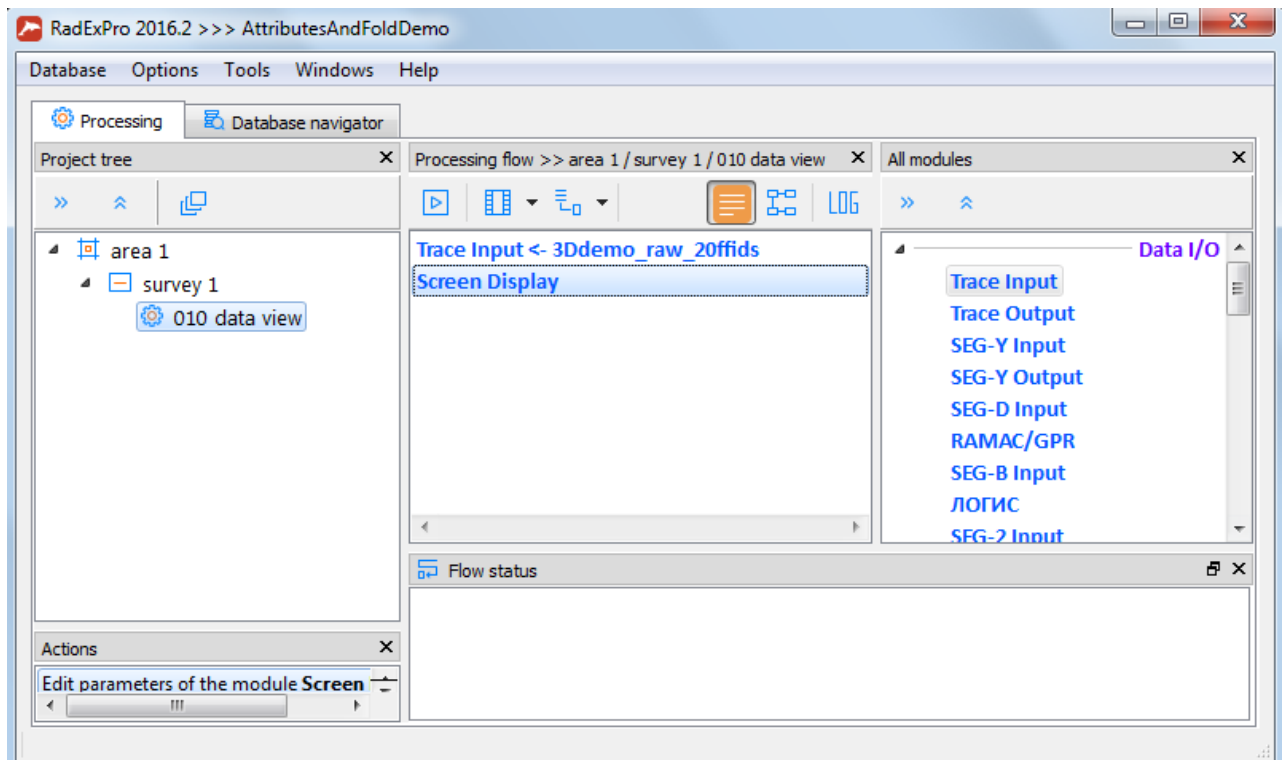 RadExPro 2016.2 >>> AttributesAndFoldDemo
Database Options Tools Windows Help
Processing Database navigator
Project tree
area 1
survey 1
010 data view
Actions
Edit parameters of the module Screen
Processing flow >> area 1 / survey 1 / 010 data view
LOG
Trace Input <- 3Ddemo_raw_20ffids
Screen Display
All modules
Data I/O
Trace Input
Trace Output
SEG-Y Input
SEG-Y Output
SEG-D Input
RAMAC/GPR
SEG-B Input
ЛОГИС
SEG-2 Input
Flow status